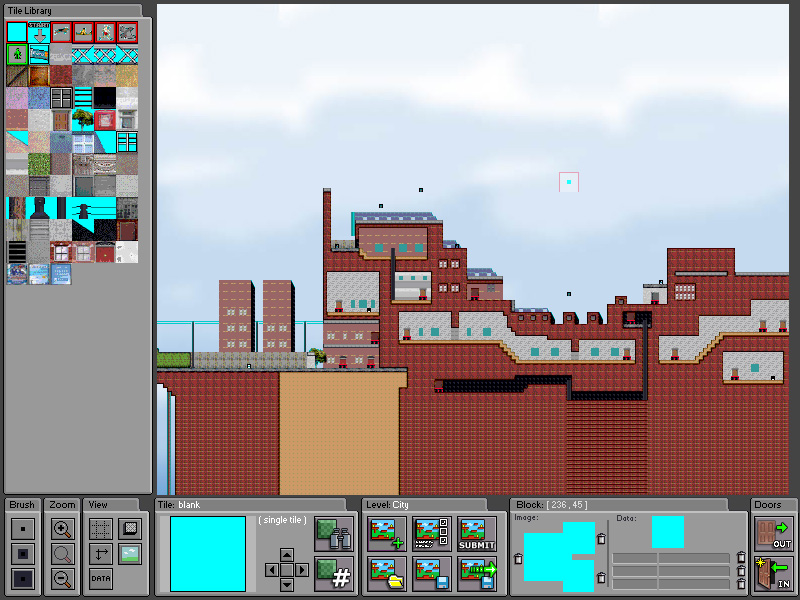 Tile Library
START
Brush
Zoom
View
DATA
Tile: blank
( single tile )
#
Level: City
SUBMIT
Block: [ 236 , 45 ]
Image:
Data:
Doors
OUT
IN